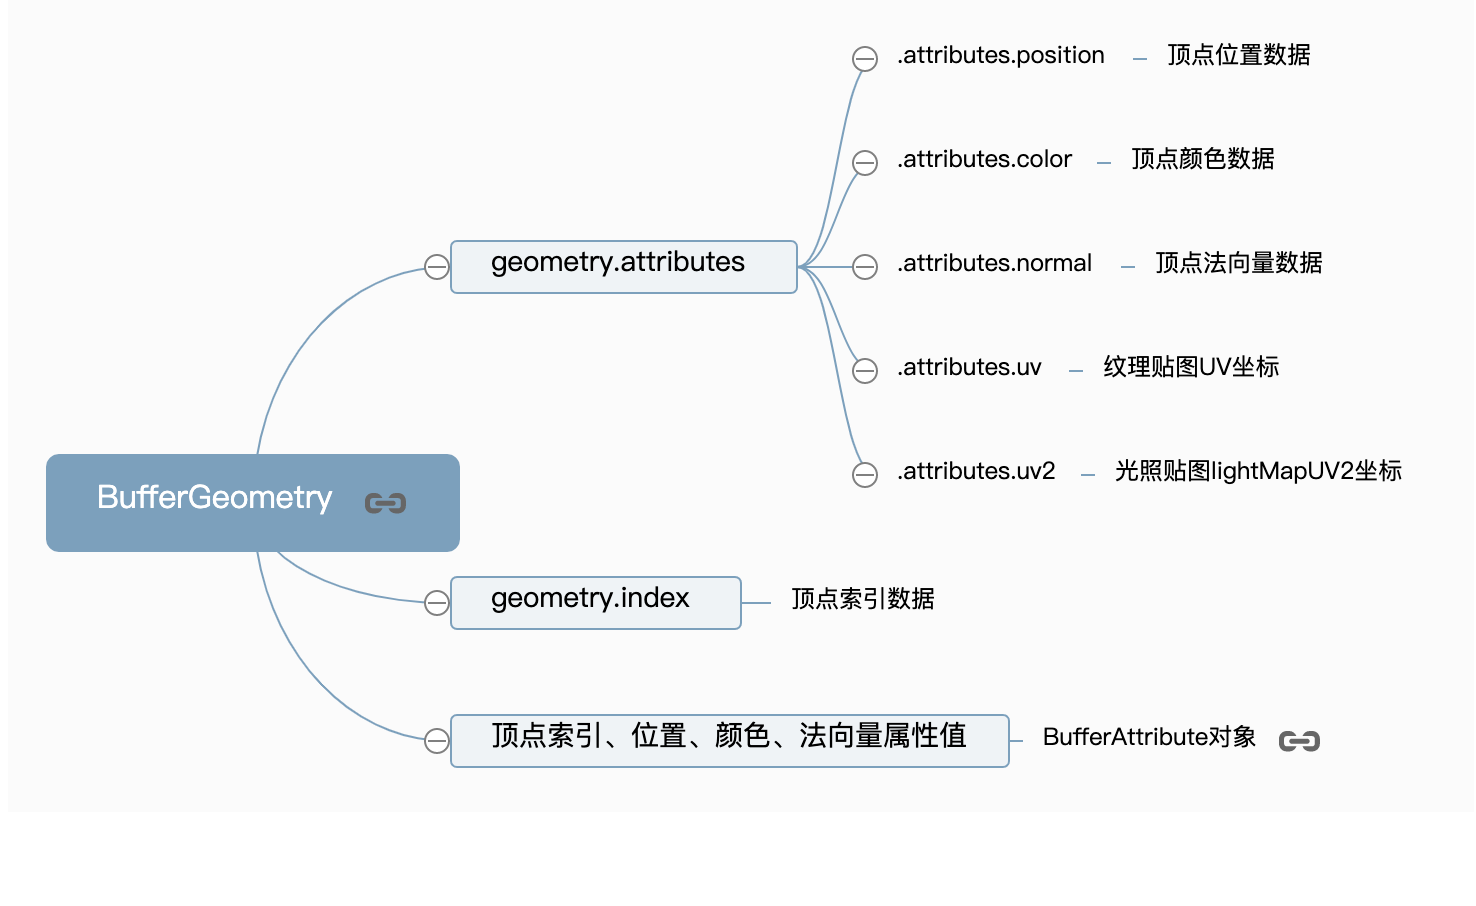 .attributes.position
顶点位置数据
.attributes.color
顶点颜色数据
geometry.attributes
.attributes.normal
顶点法向量数据
.attributes.uv
纹理贴图UV坐标
.attributes.uv2
光照贴图lightMapUV2坐标
BufferGeometry
geometry.index
顶点索引数据
顶点索引、位置、颜色、法向量属性值
BufferAttribute对象